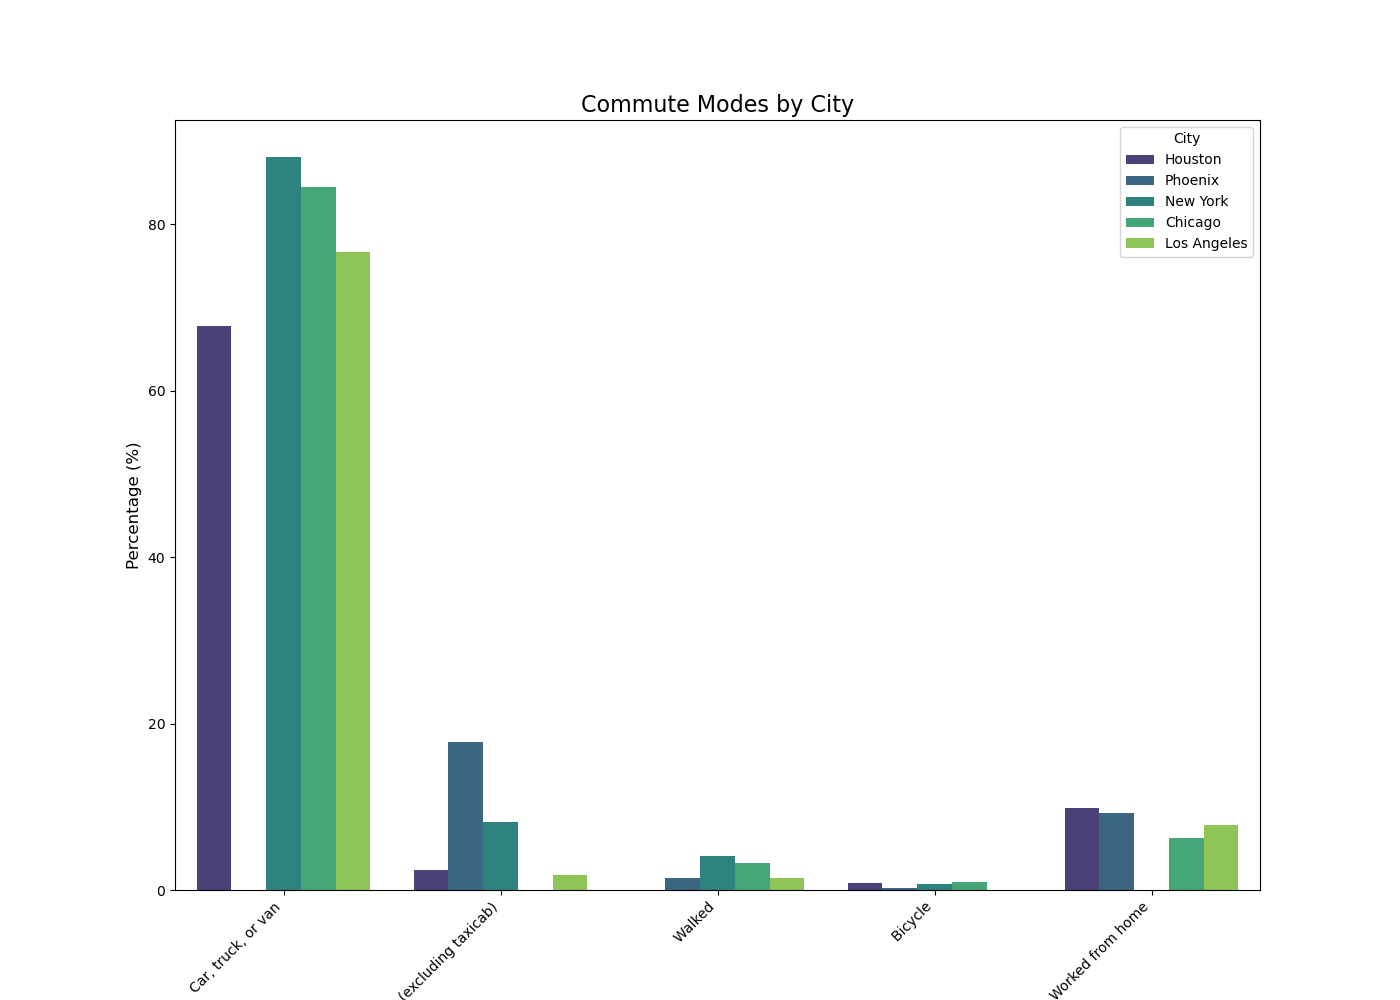 Commute Modes by City
City
Houston
Phoenix
New York
Chicago
Los Angeles
Percentage (%)
80
60
40
20
0
Car, truck, or van
(excluding taxicab)
Walked
Bicycle
Worked from home